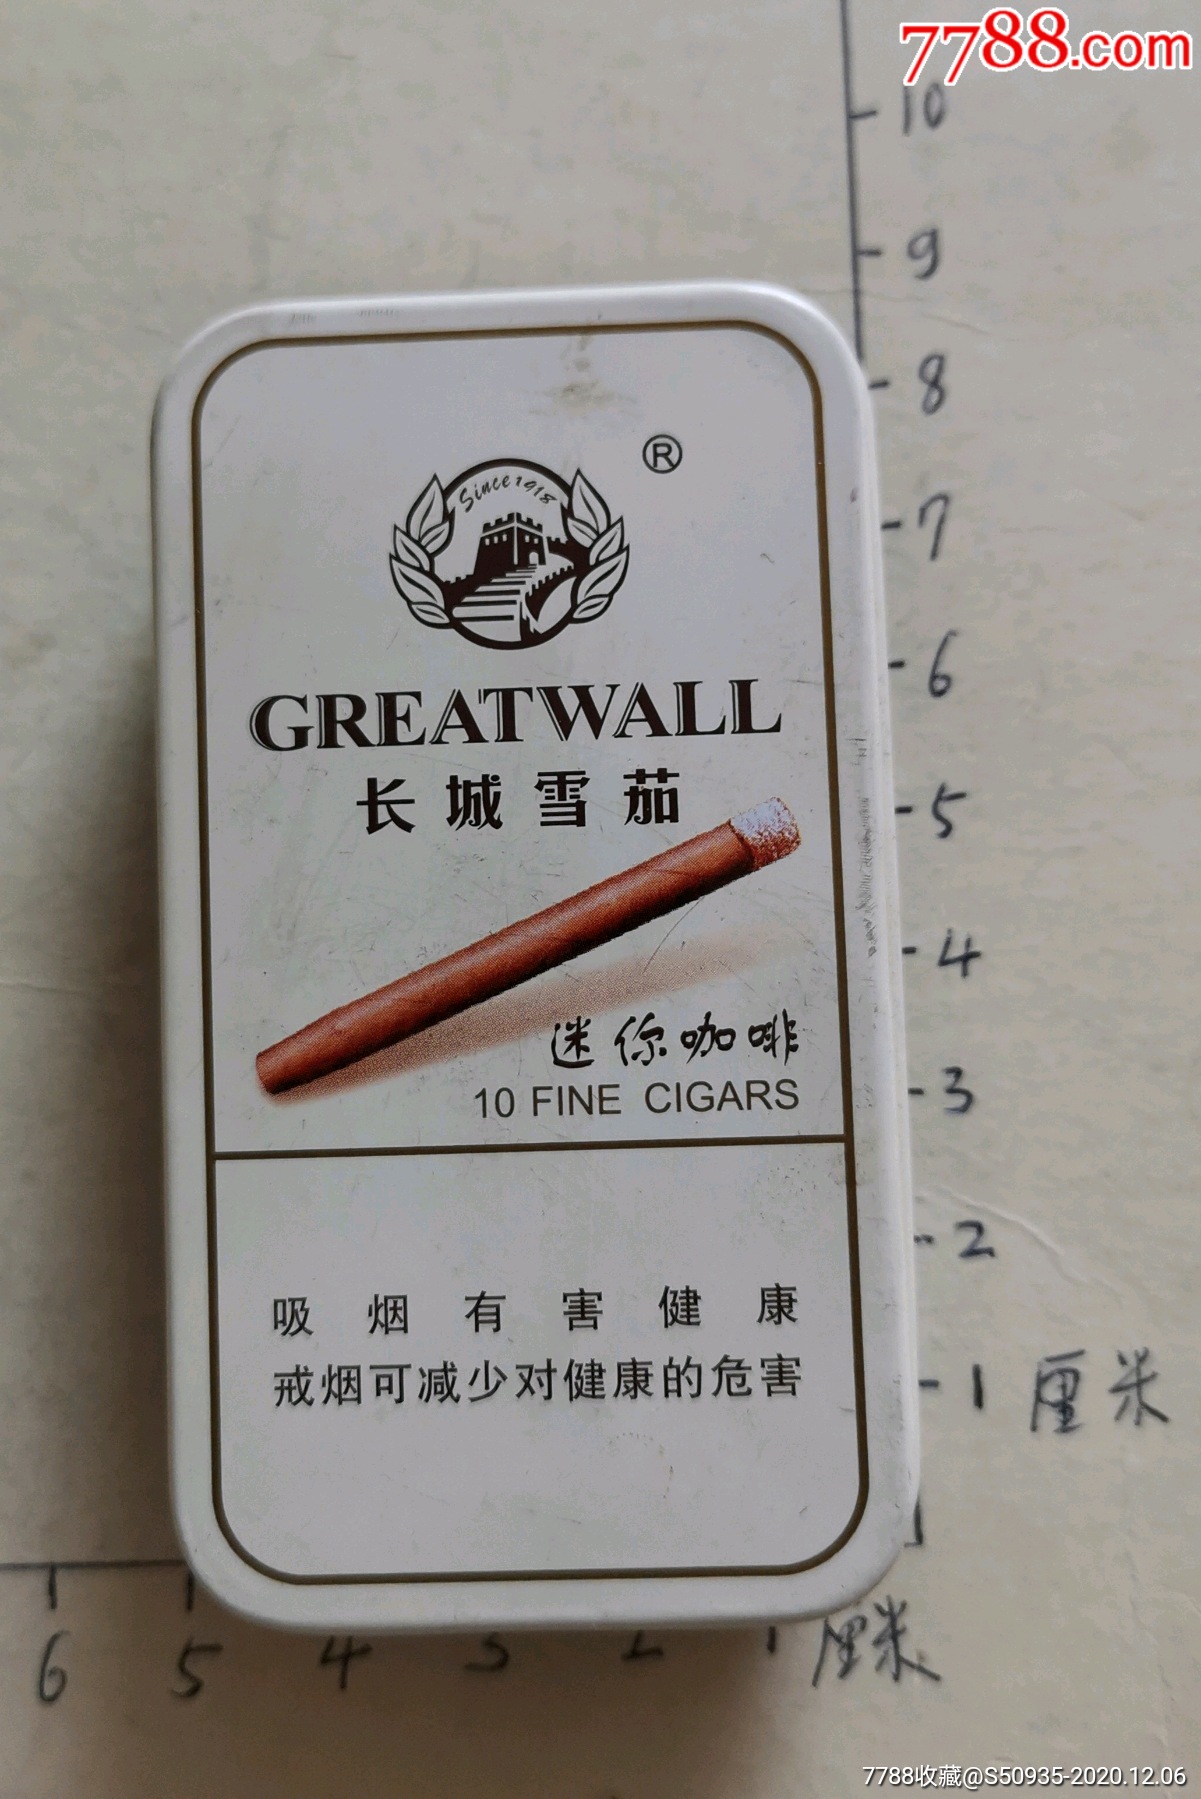 7788.com
10
9
8
7
6
5
4
3
2
1 厘米
®
Since 1918
GREATWALL
长城雪茄
迷你咖啡
10 FINE CIGARS
吸烟有害健康
戒烟可减少对健康的危害
6 5 4 3 2 1 厘米
7788收藏@S50935-2020.12.06